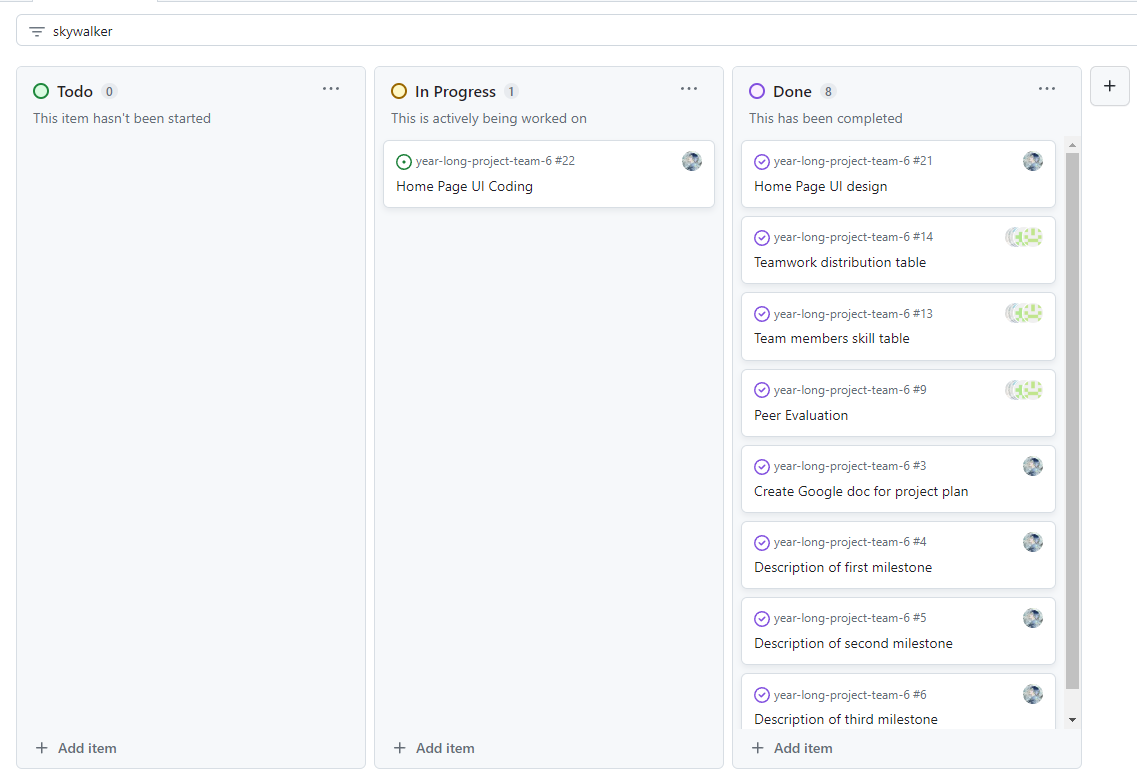 skywalker
Todo 0
This item hasn't been started
Add item
In Progress 1
This is actively being worked on
year-long-project-team-6 #22
Home Page UI Coding
Add item
Done 8
This has been completed
year-long-project-team-6 #21
Home Page UI design
year-long-project-team-6 #14
Teamwork distribution table
year-long-project-team-6 #13
Team members skill table
year-long-project-team-6 #9
Peer Evaluation
year-long-project-team-6 #3
Create Google doc for project plan
year-long-project-team-6 #4
Description of first milestone
year-long-project-team-6 #5
Description of second milestone
year-long-project-team-6 #6
Description of third milestone
Add item